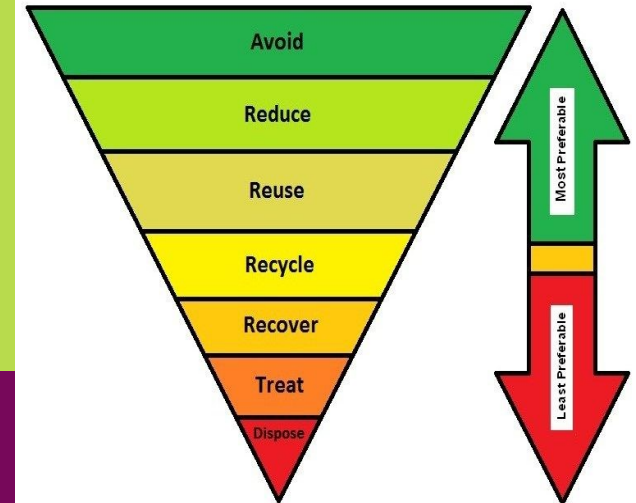 Avoid
Reduce
Reuse
Recycle
Recover
Treat
Dispose
Most Preferable
Least Preferable